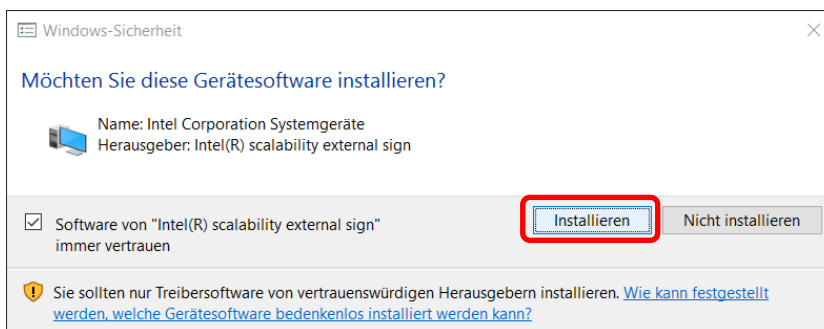 Windows-Sicherheit
Möchten Sie diese Gerätesoftware installieren?
Name: Intel Corporation Systemgeräte
Herausgeber: Intel(R) scalability external sign
Software von "Intel(R) scalability external sign"
immer vertrauen
Installieren
Nicht installieren
Sie sollten nur Treibersoftware von vertrauenswürdigen Herausgebern installieren. Wie kann festgestellt
werden, welche Gerätesoftware bedenkenlos installiert werden kann?